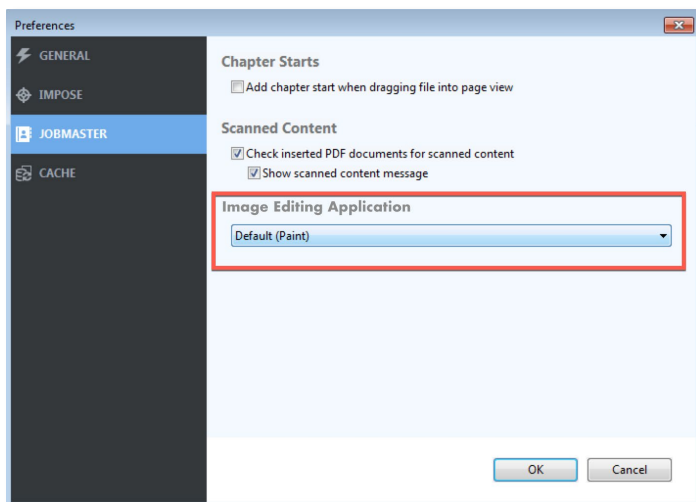 Preferences
GENERAL
IMPOSE
JOBMASTER
CACHE
Chapter Starts
Add chapter start when dragging file into page view
Scanned Content
Check inserted PDF documents for scanned content
Show scanned content message
Image Editing Application
Default (Paint)
OK
Cancel